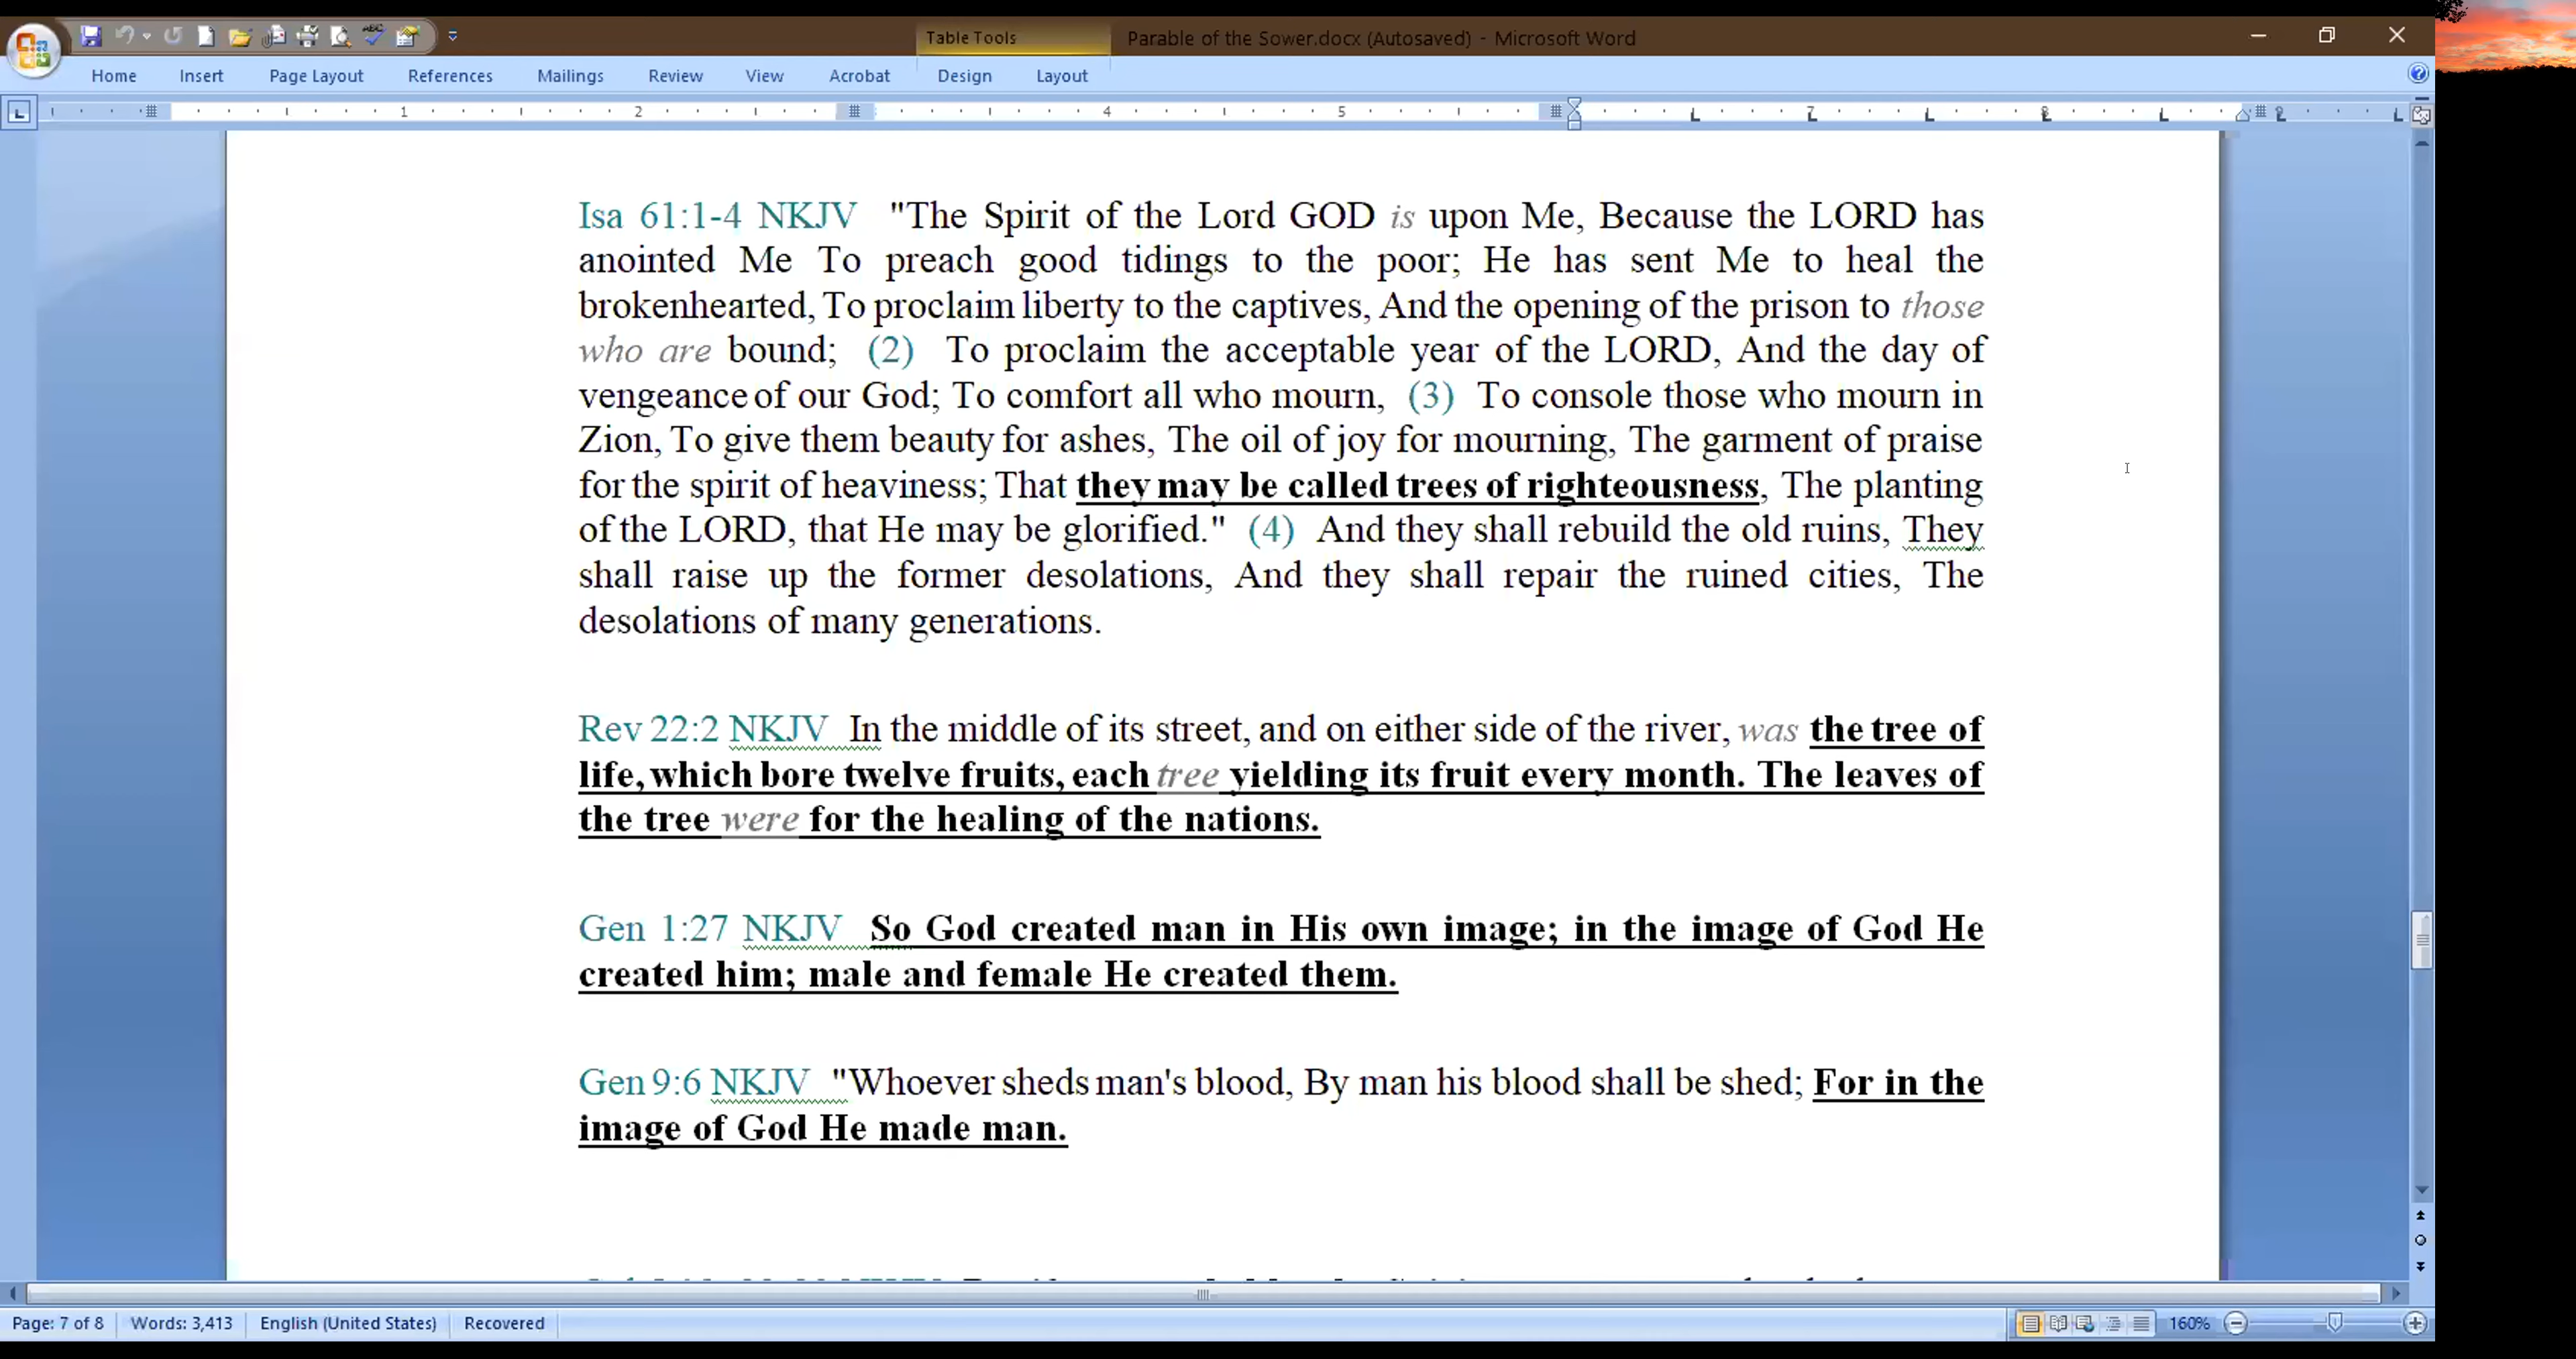 Table Tools
Parable of the Sower.docx (Autosaved) - Microsoft Word
Home Insert Page Layout References Mailings Review View Acrobat Design Layout
1 2 4 5 7 8 9
Isa 61:1-4 NKJV "The Spirit of the Lord GOD is upon Me, Because the LORD has
anointed Me To preach good tidings to the poor; He has sent Me to heal the
brokenhearted, To proclaim liberty to the captives, And the opening of the prison to those
who are bound; (2) To proclaim the acceptable year of the LORD, And the day of
vengeance of our God; To comfort all who mourn, (3) To console those who mourn in
Zion, To give them beauty for ashes, The oil of joy for mourning, The garment of praise
for the spirit of heaviness; That they may be called trees of righteousness, The planting
of the LORD, that He may be glorified." (4) And they shall rebuild the old ruins, They
shall raise up the former desolations, And they shall repair the ruined cities, The
desolations of many generations.
Rev 22:2 NKJV In the middle of its street, and on either side of the river, was the tree of
life, which bore twelve fruits, each tree yielding its fruit every month. The leaves of
the tree were for the healing of the nations.
Gen 1:27 NKJV So God created man in His own image; in the image of God He
created him; male and female He created them.
Gen 9:6 NKJV "Whoever sheds man's blood, By man his blood shall be shed; For in the
image of God He made man.
Page: 7 of 8 Words: 3,413 English (United States) Recovered 160%